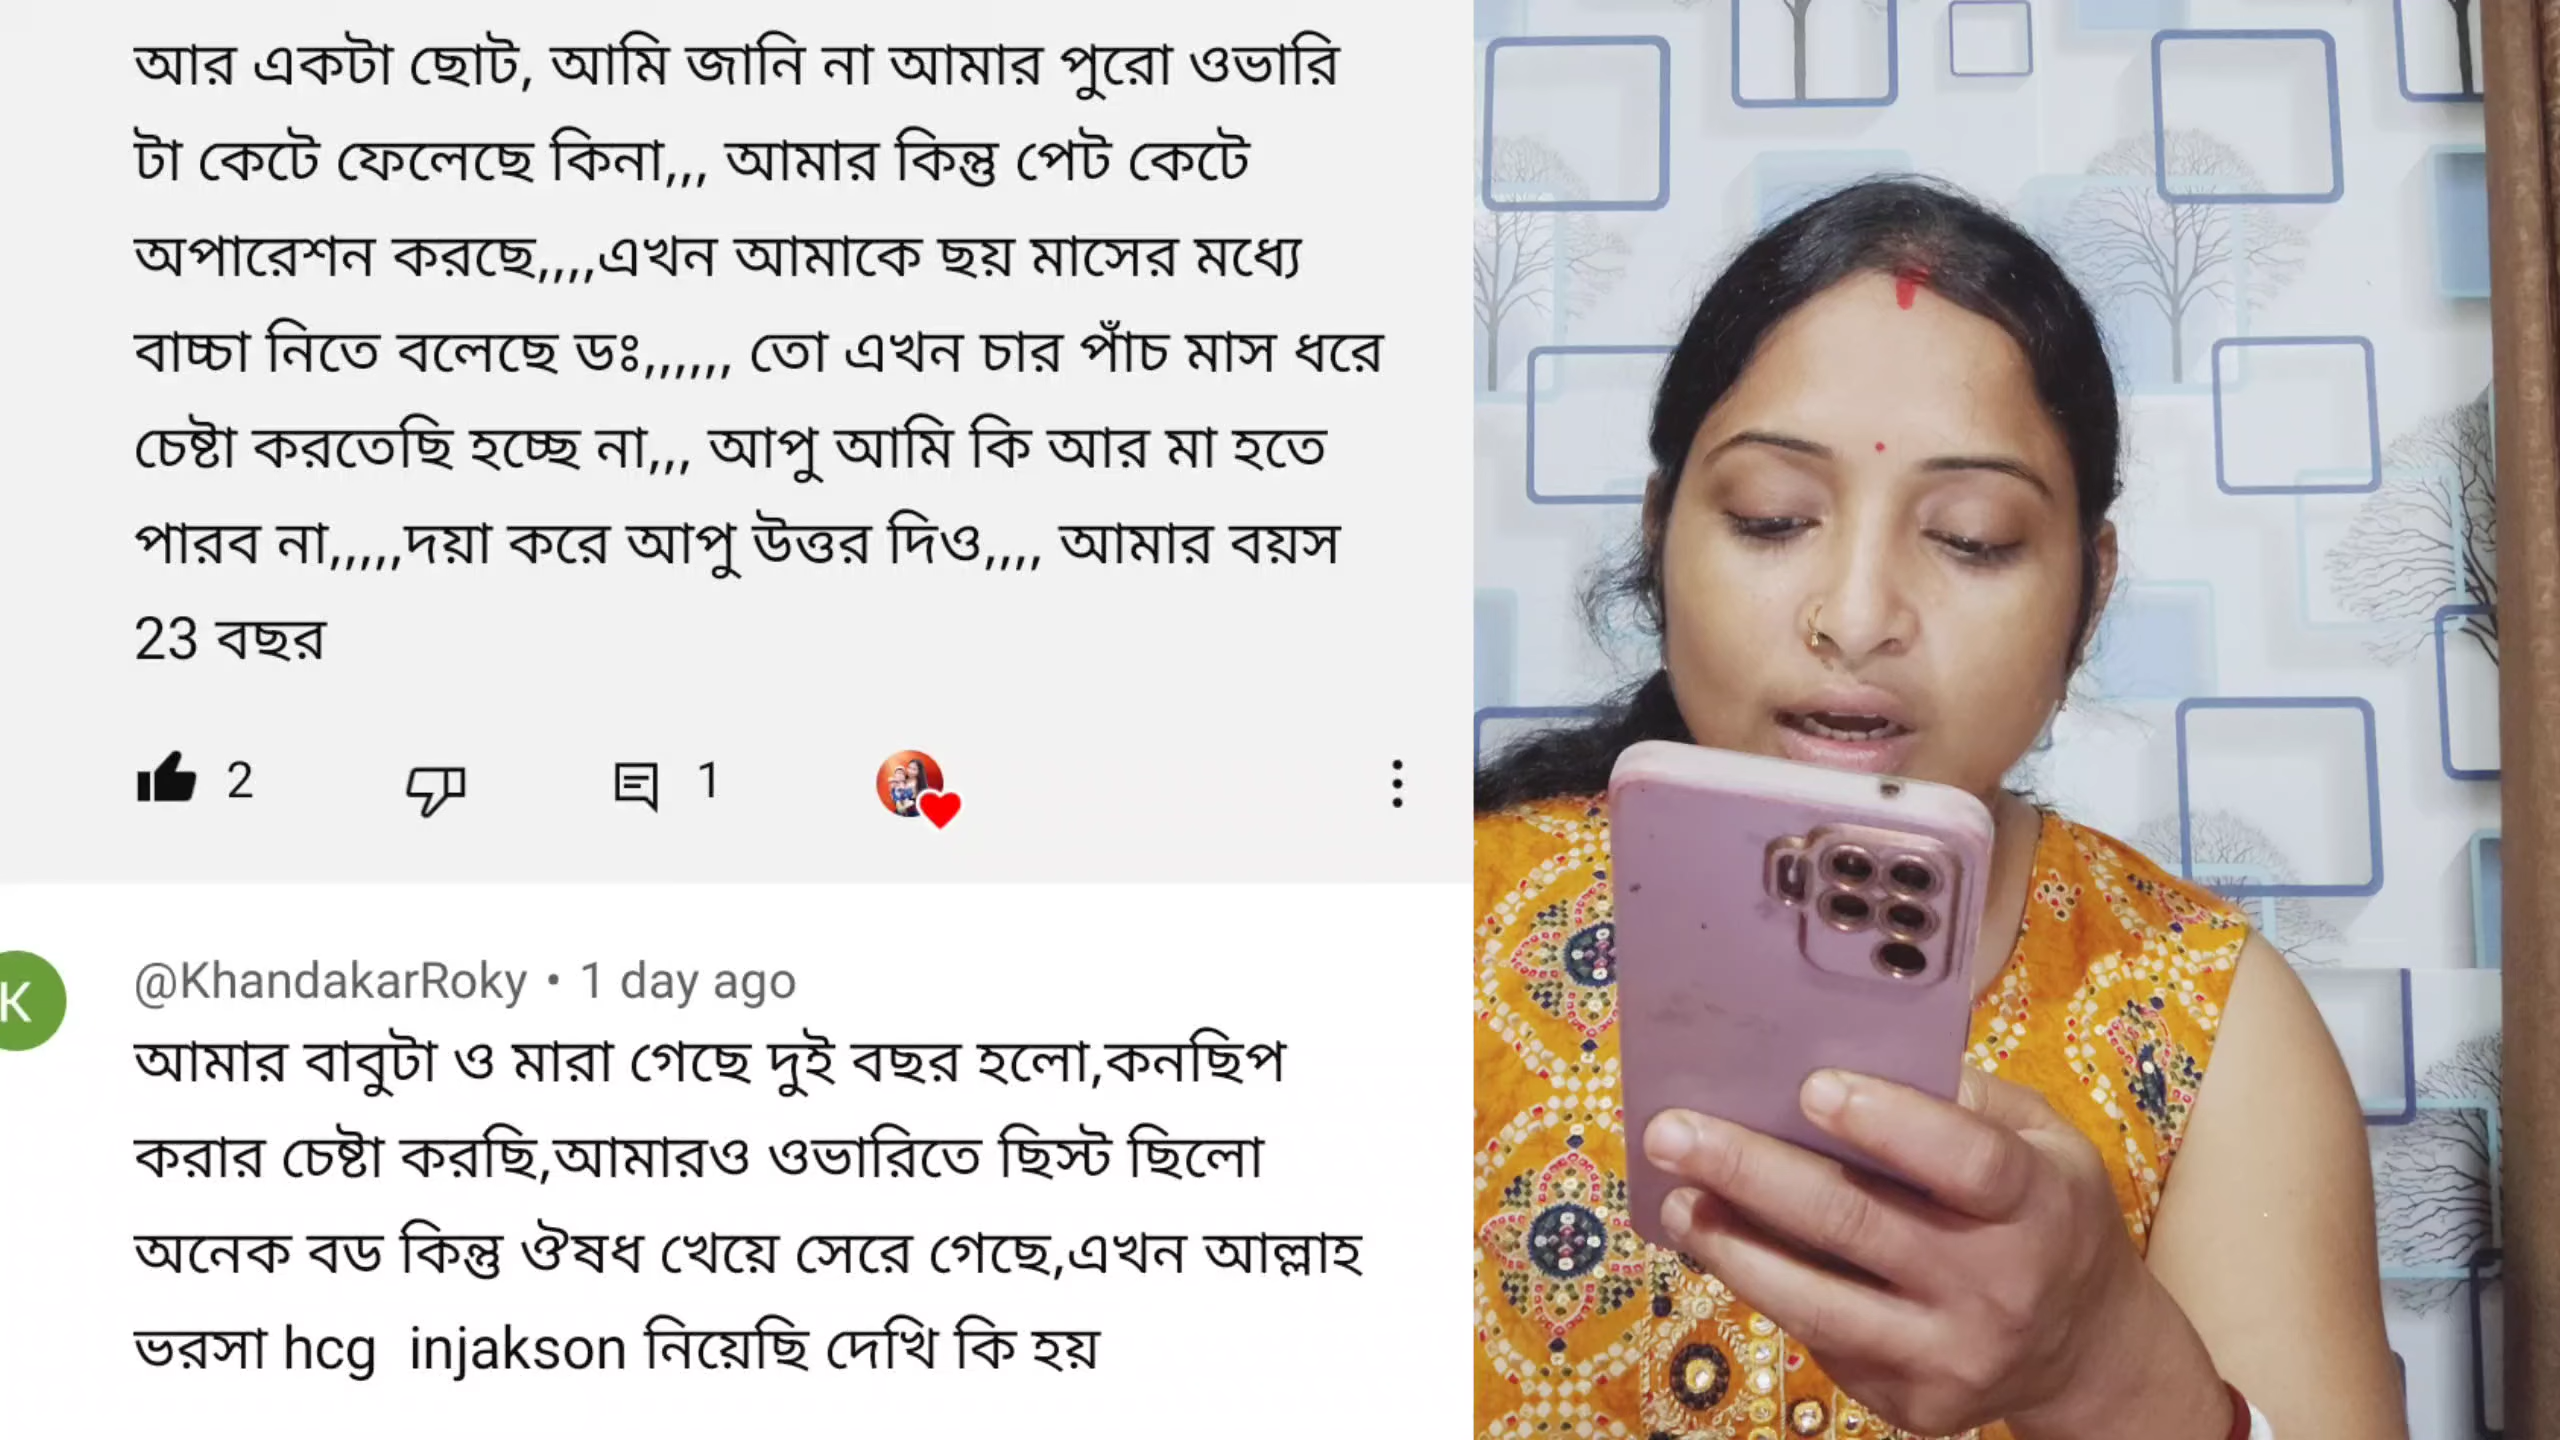 আর একটা ছোট, আমি জানি না আমার পুরো ওভারি
টা কেটে ফেলেছে কিনা,,, আমার কিন্তু পেট কেটে
অপারেশন করছে,,,,এখন আমাকে ছয় মাসের মধ্যে
বাচ্চা নিতে বলেছে ডঃ,,,,,, তো এখন চার পাঁচ মাস ধরে
চেষ্টা করতেছি হচ্ছে না,,, আপু আমি কি আর মা হতে
পারব না,,,,,দয়া করে আপু উত্তর দিও,,,, আমার বয়স
23 বছর
2 1
K
@KhandakarRoky • 1 day ago
আমার বাবুটা ও মারা গেছে দুই বছর হলো,কনছিপ
করার চেষ্টা করছি,আমারও ওভারিতে ছিস্ট ছিলো
অনেক বড কিন্তু ঔষধ খেয়ে সেরে গেছে,এখন আল্লাহ
ভরসা hcg injakson নিয়েছি দেখি কি হয়